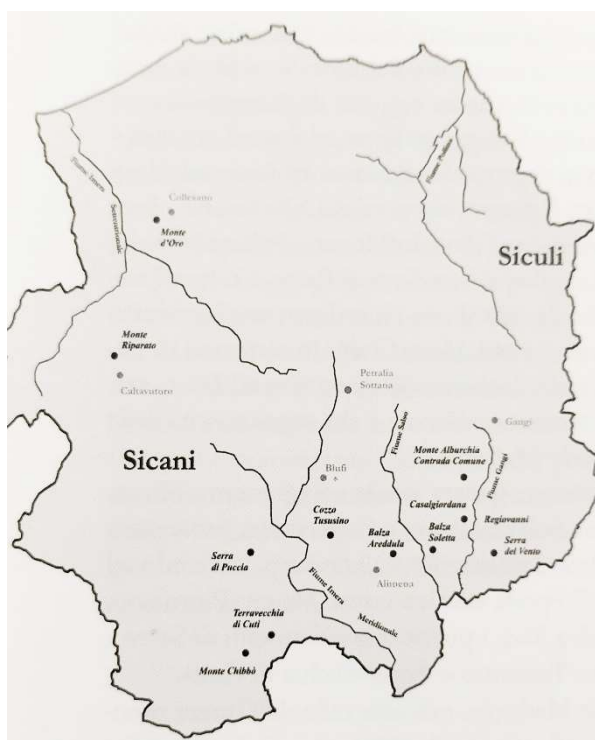 Fiume Imera
Settentrionale
Collesano
Monte
d'Oro
Fiume Pollina
Siculi
Monte
Riparato
Caltavuturo
Petralia
Sottana
Fiume Salso
Gangi
Fiume Gangi
Monte Alburchia
Contrada Comune
Sicani
Blufi
Cozzo
Tususino
Casalgiordana
Balza
Areddula
Balza
Soletta
Regiovanni
Serra
del Vento
Serra
di Puccia
Alimena
Fiume Imera
Meridionale
Terravecchia
di Cuti
Monte Chibbò